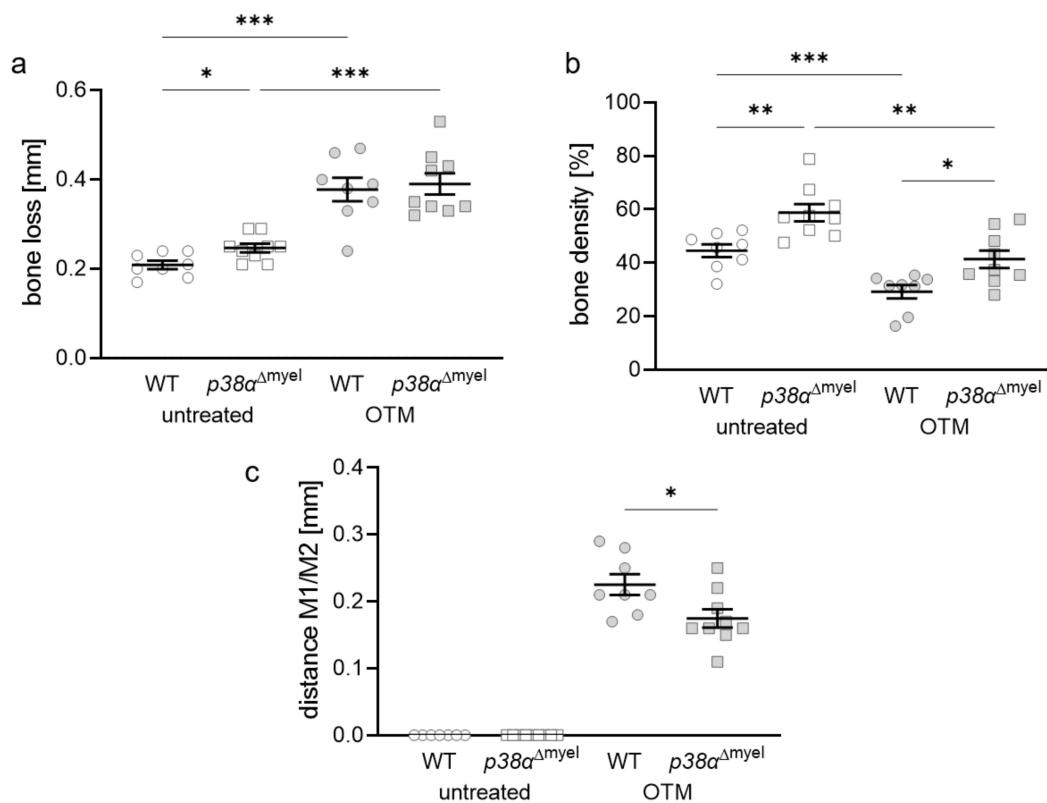 a
***
*
***
bone loss [mm]
0.6
0.4
0.2
0.0
WT p38α^Δmyel WT p38α^Δmyel
untreated OTM
b
***
**
**
*
bone density [%]
100
80
60
40
20
0
WT p38α^Δmyel WT p38α^Δmyel
untreated OTM
c
*
distance M1/M2 [mm]
0.4
0.3
0.2
0.1
0.0
WT p38α^Δmyel WT p38α^Δmyel
untreated OTM